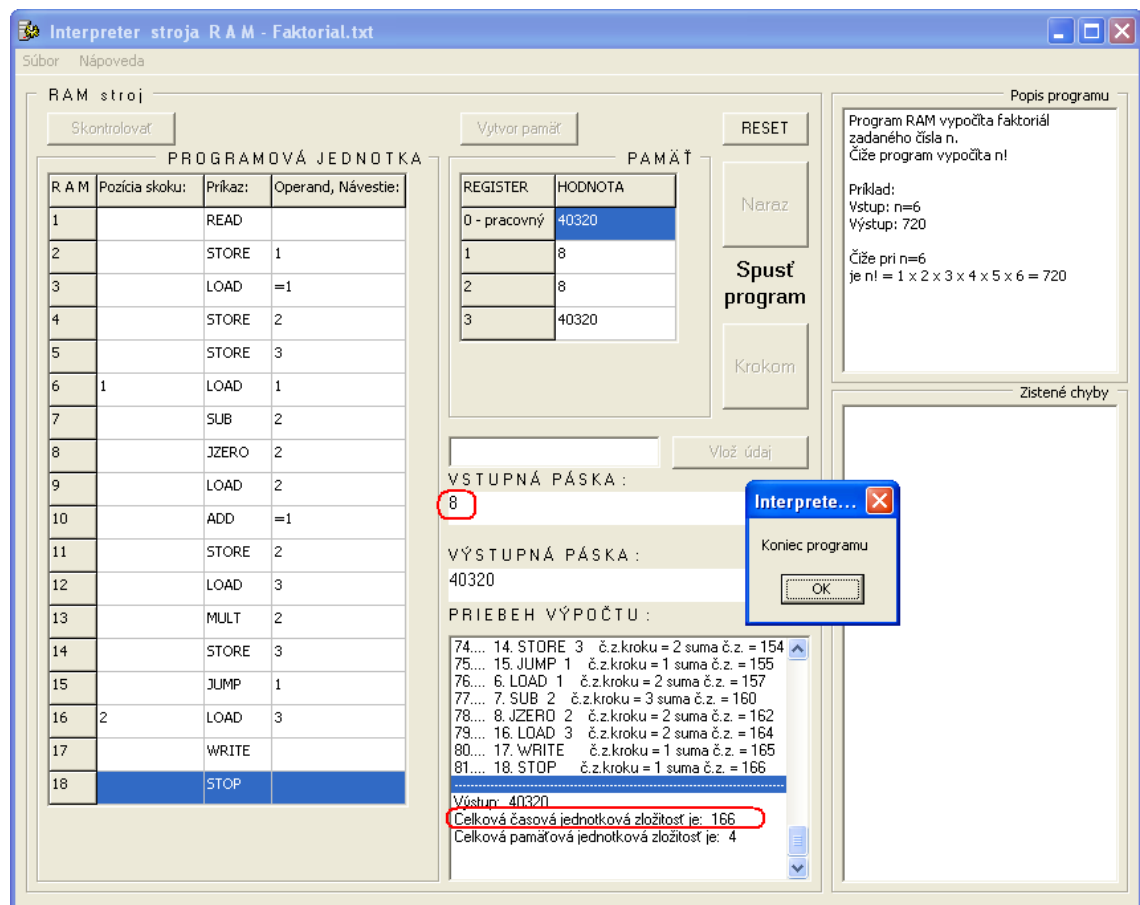 Interpreter stroja R A M - Faktorial.txt
Súbor Nápoveda
RAM stroj
Skontrolovať
PROGRAMOVÁ JEDNOTKA
R A M Pozícia skoku: Príkaz: Operand, Návestie:
1 READ
2 STORE 1
3 LOAD =1
4 STORE 2
5 STORE 3
6 1 LOAD 1
7 SUB 2
8 JZERO 2
9 LOAD 2
10 ADD =1
11 STORE 2
12 LOAD 3
13 MULT 2
14 STORE 3
15 JUMP 1
16 2 LOAD 3
17 WRITE
18 STOP
Vytvor pamäť
PAMÄŤ
REGISTER HODNOTA
0 - pracovný 40320
1 8
2 8
3 40320
RESET
Naraz
Spusť
program
Krokom
Vlož údaj
VSTUPNÁ PÁSKA:
8
VÝSTUPNÁ PÁSKA:
40320
PRIEBEH VÝPOČTU:
74.... 14. STORE 3 č.z.kroku = 2 suma č.z. = 154
75.... 15. JUMP 1 č.z.kroku = 1 suma č.z. = 155
76.... 6. LOAD 1 č.z.kroku = 2 suma č.z. = 157
77.... 7. SUB 2 č.z.kroku = 3 suma č.z. = 160
78.... 8. JZERO 2 č.z.kroku = 2 suma č.z. = 162
79.... 16. LOAD 3 č.z.kroku = 2 suma č.z. = 164
80.... 17. WRITE č.z.kroku = 1 suma č.z. = 165
81.... 18. STOP č.z.kroku = 1 suma č.z. = 166
Výstup: 40320
Celková časová jednotková zložitosť je: 166
Celková pamäťová jednotková zložitosť je: 4
Popis programu
Program RAM vypočíta faktoriál
zadaného čísla n.
Čiže program vypočíta n!
Príklad:
Vstup: n=6
Výstup: 720
Čiže pri n=6
je n! = 1 x 2 x 3 x 4 x 5 x 6 = 720
Zistené chyby
Interprete...
Koniec programu
OK